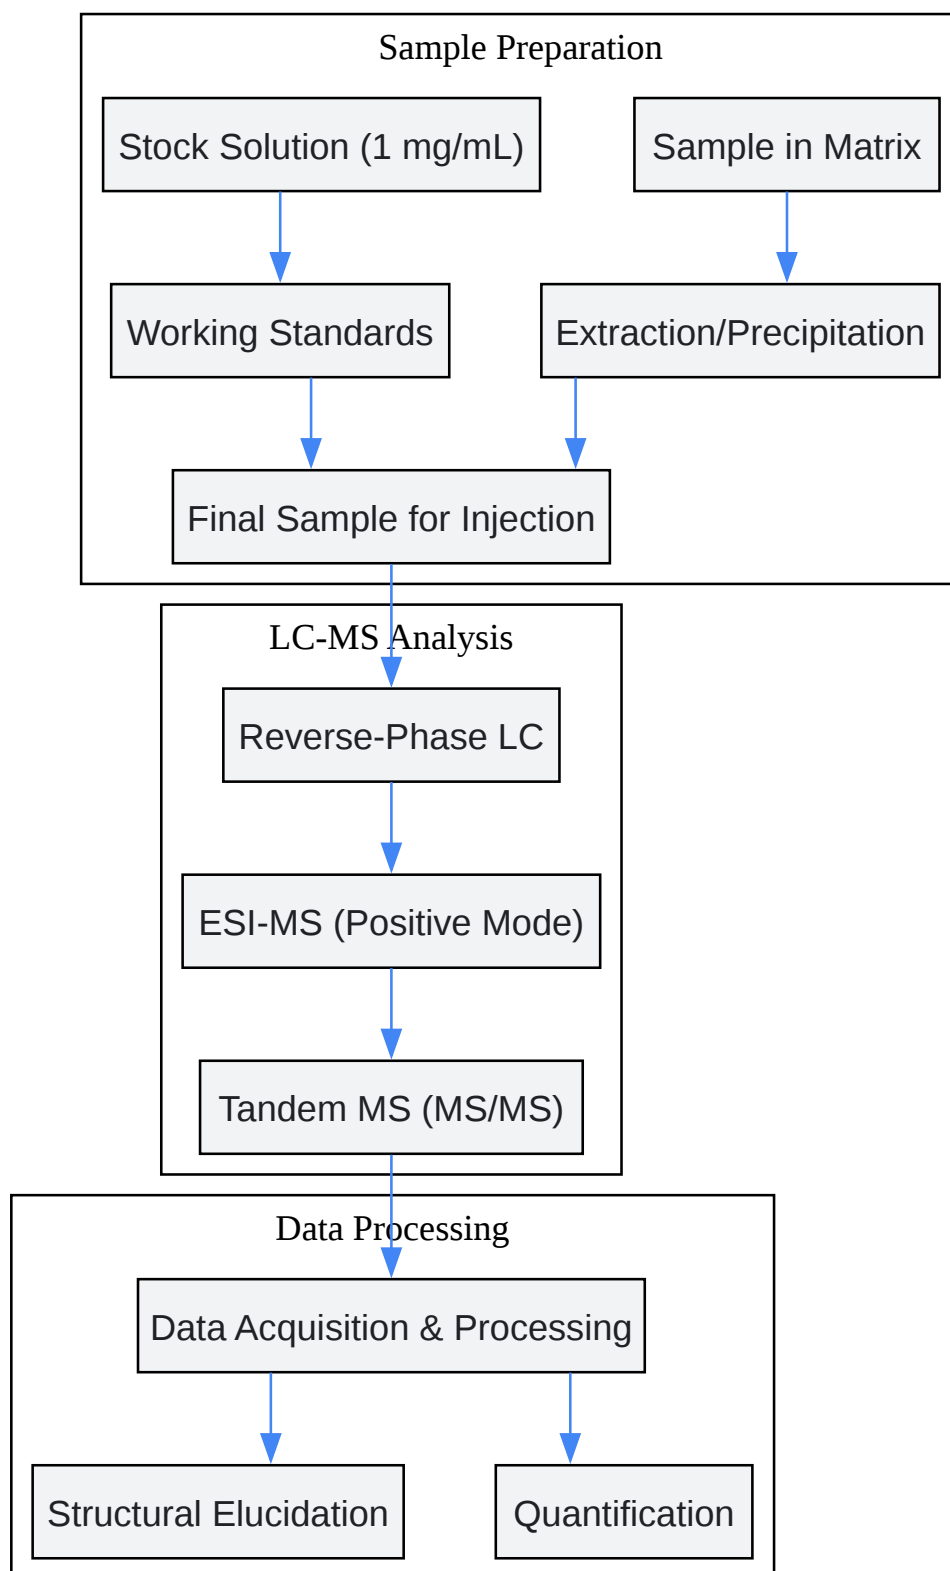 Sample Preparation
Stock Solution (1 mg/mL)
Sample in Matrix
Working Standards
Extraction/Precipitation
Final Sample for Injection
LC-MS Analysis
Reverse-Phase LC
ESI-MS (Positive Mode)
Tandem MS (MS/MS)
Data Processing
Data Acquisition & Processing
Structural Elucidation
Quantification